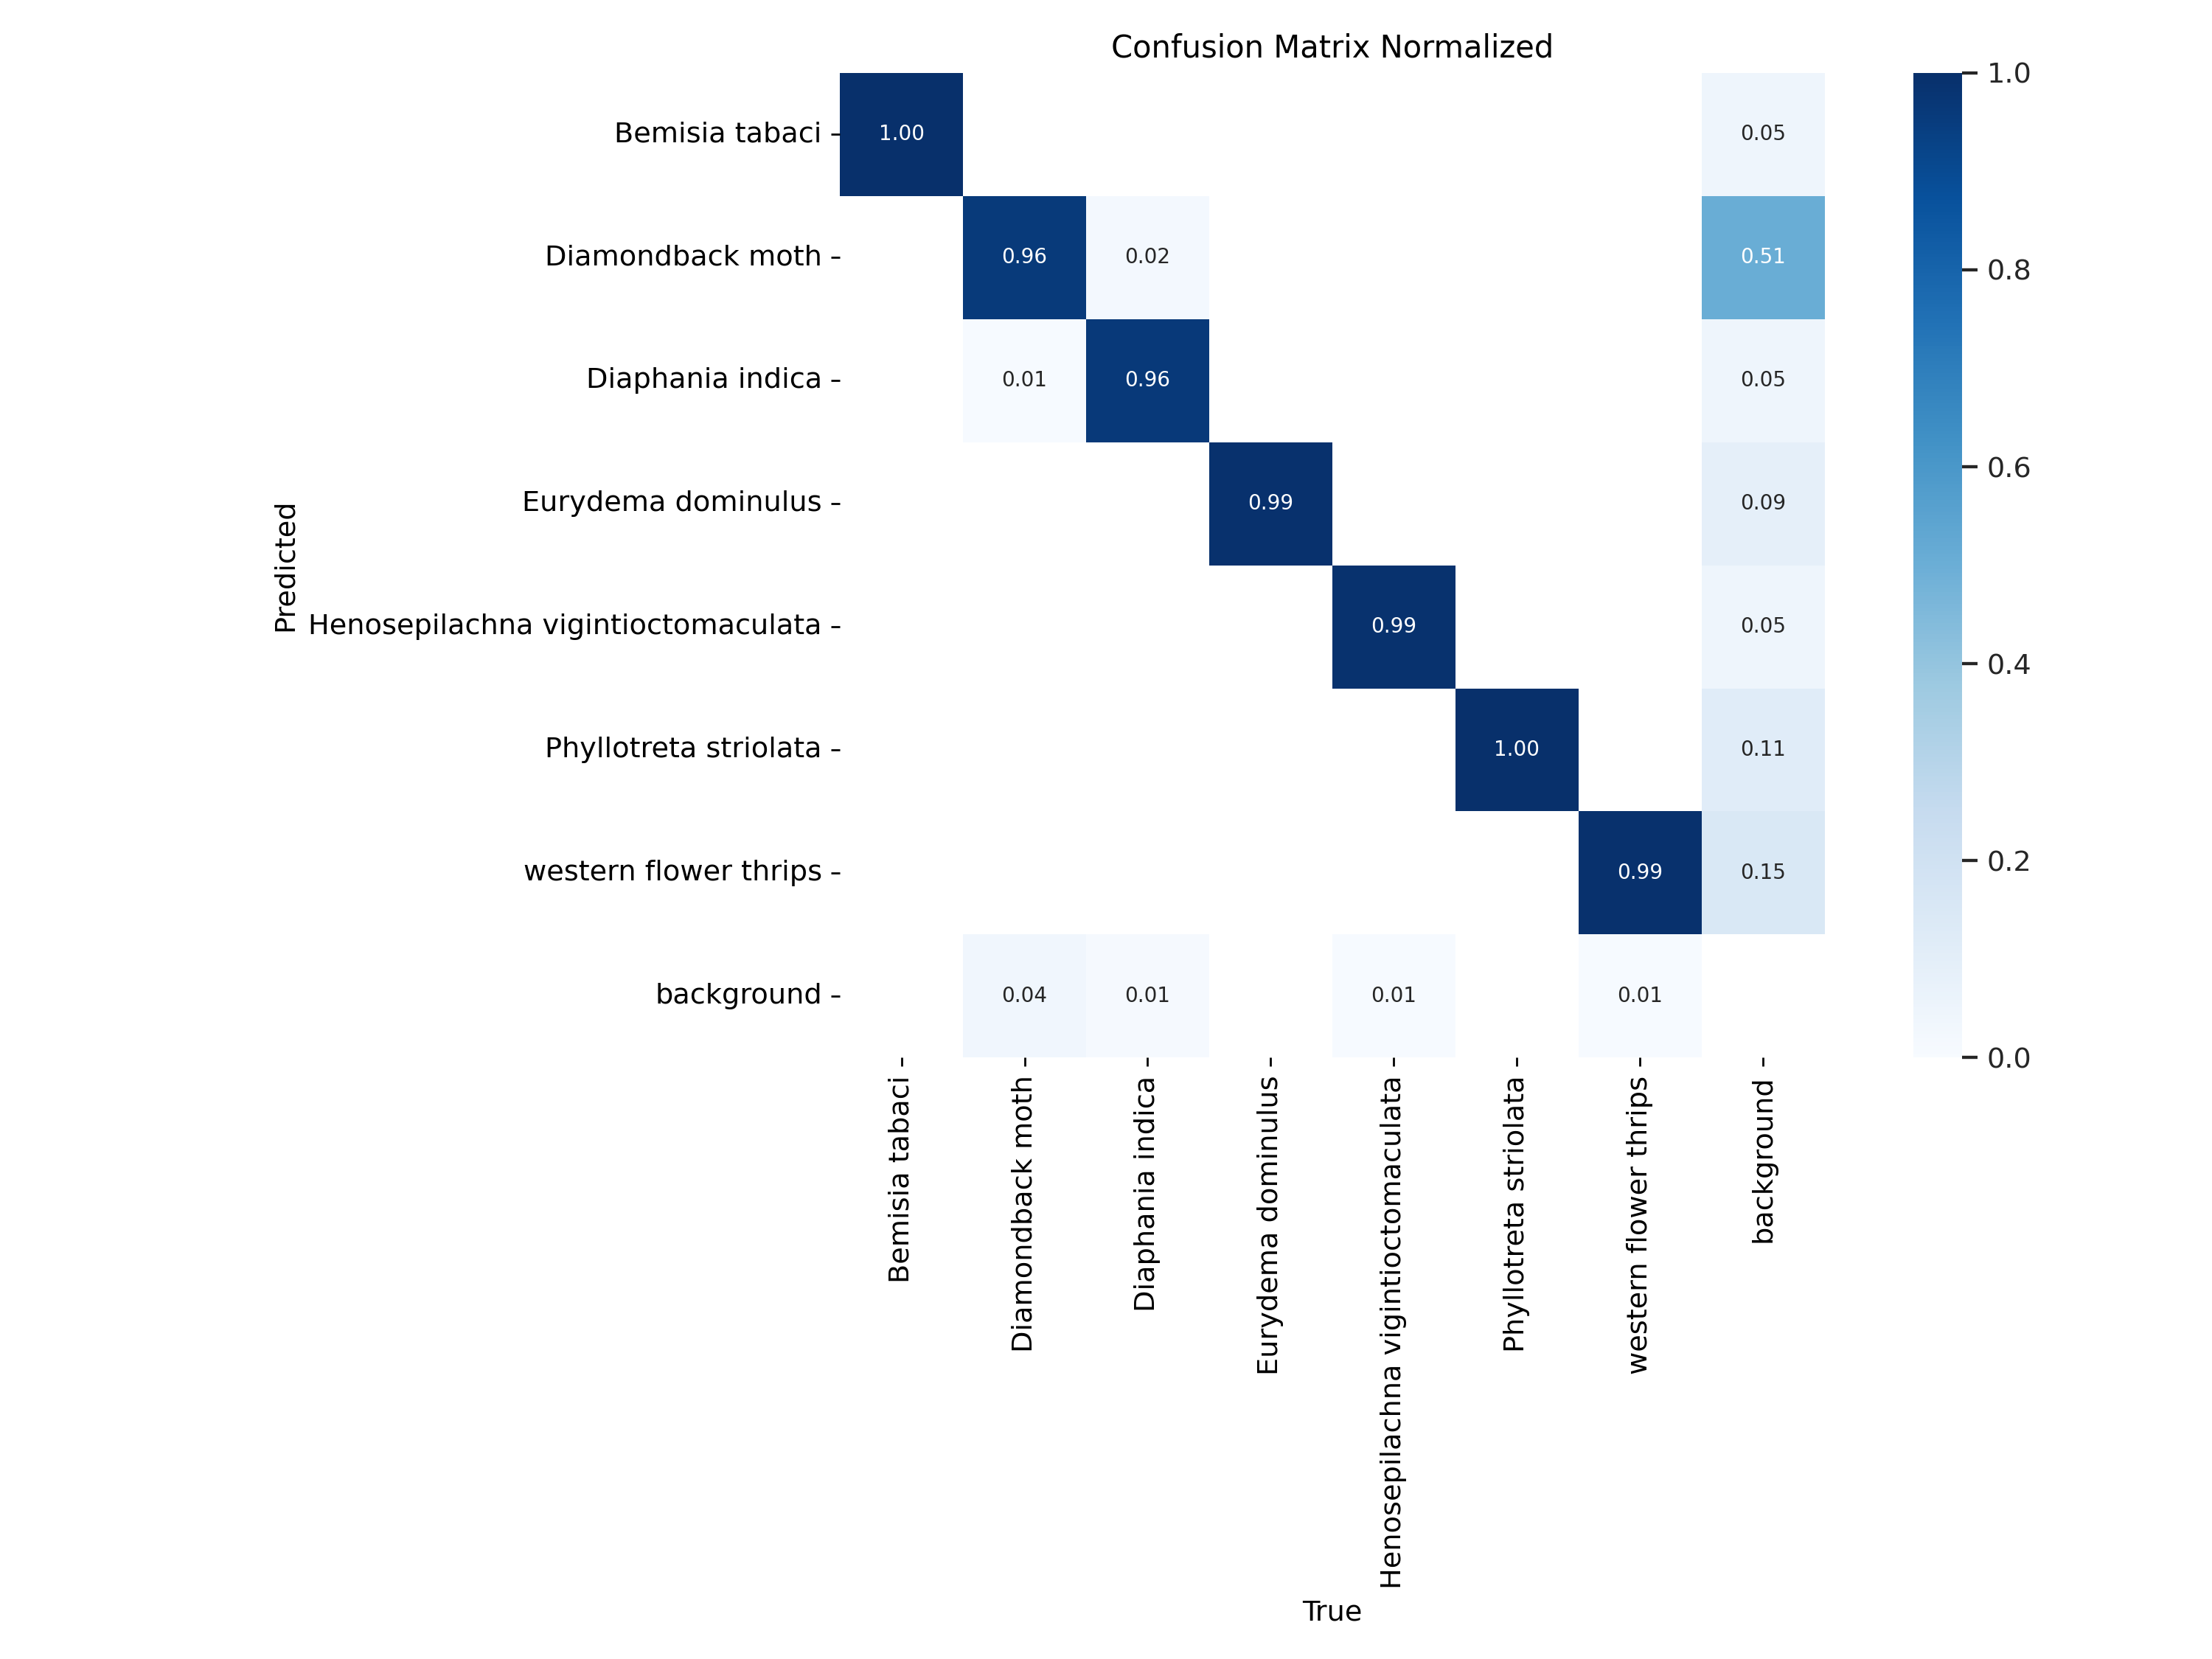 Confusion Matrix Normalized
Predicted
Bemisia tabaci
1.00
0.05
Diamondback moth
0.96
0.02
0.51
Diaphania indica
0.01
0.96
0.05
Eurydema dominulus
0.99
0.09
Henosepilachna vigintioctomaculata
0.99
0.05
Phyllotreta striolata
1.00
0.11
western flower thrips
0.99
0.15
background
0.04
0.01
0.01
0.01
Bemisia tabaci
Diamondback moth
Diaphania indica
Eurydema dominulus
Henosepilachna vigintioctomaculata
Phyllotreta striolata
western flower thrips
background
True
1.0
0.8
0.6
0.4
0.2
0.0